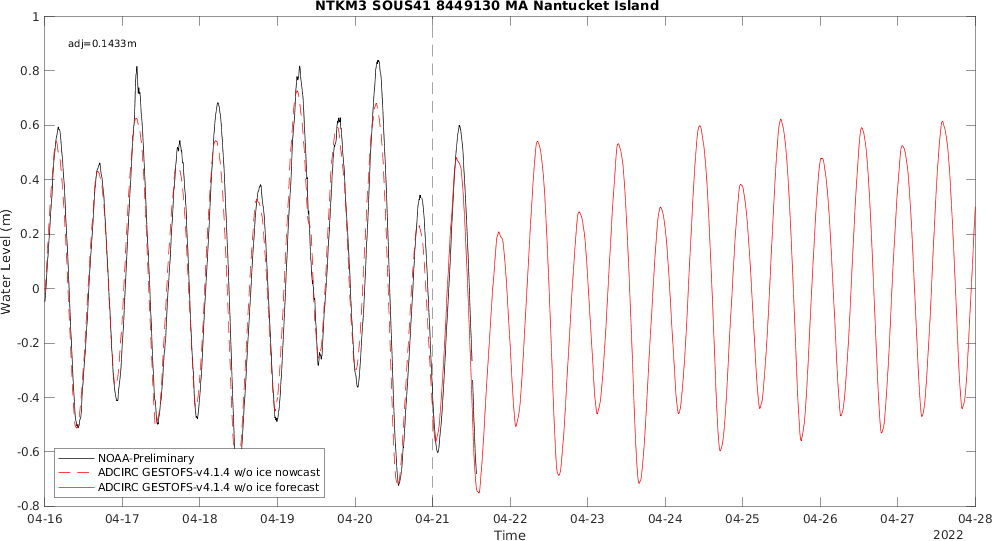 NTKM3 SOUS41 8449130 MA Nantucket Island
adj=0.1433m
1
0.8
0.6
0.4
0.2
0
-0.2
-0.4
-0.6
-0.8
Water Level (m)
NOAA-Preliminary
ADCIRC GESTOFS-v4.1.4 w/o ice nowcast
ADCIRC GESTOFS-v4.1.4 w/o ice forecast
04-16 04-17 04-18 04-19 04-20 04-21 04-22 04-23 04-24 04-25 04-26 04-27 04-28
Time
2022